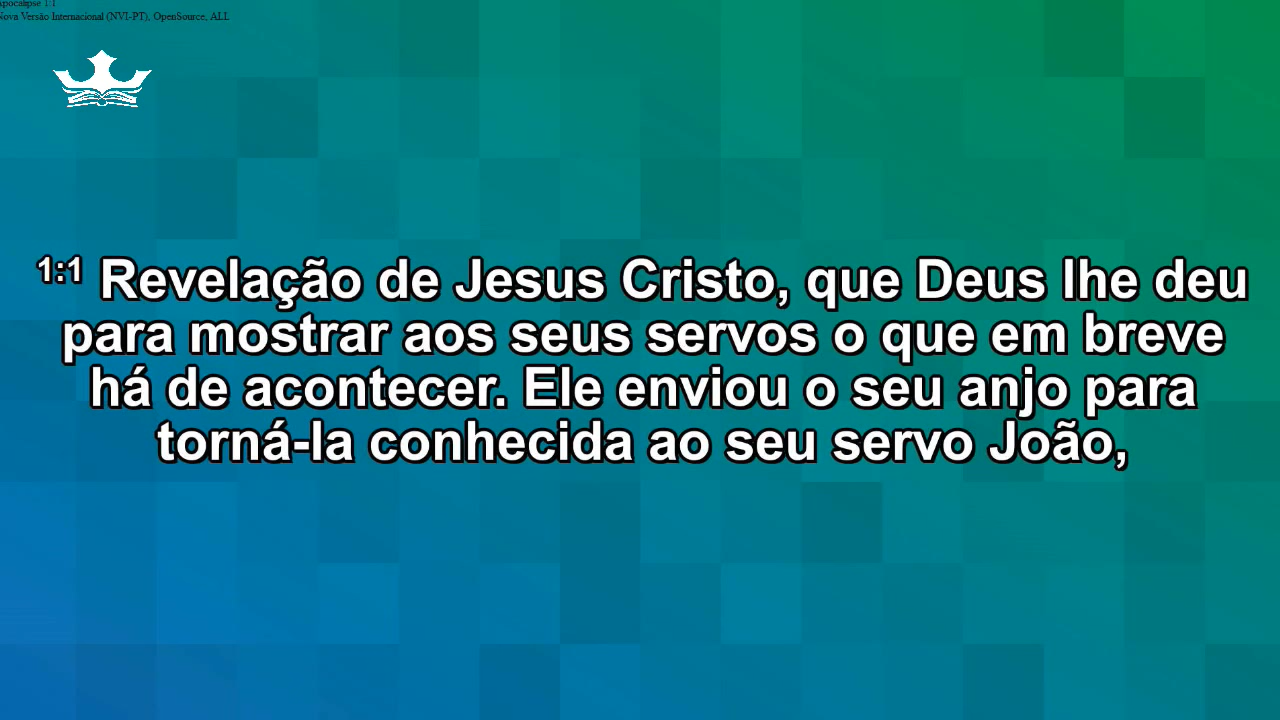 Apocalipse 1:1
Nova Versão Internacional (NVI-PT), OpenSource, ALL
1:1 Revelação de Jesus Cristo, que Deus lhe deu
para mostrar aos seus servos o que em breve
há de acontecer. Ele enviou o seu anjo para
torná-la conhecida ao seu servo João,